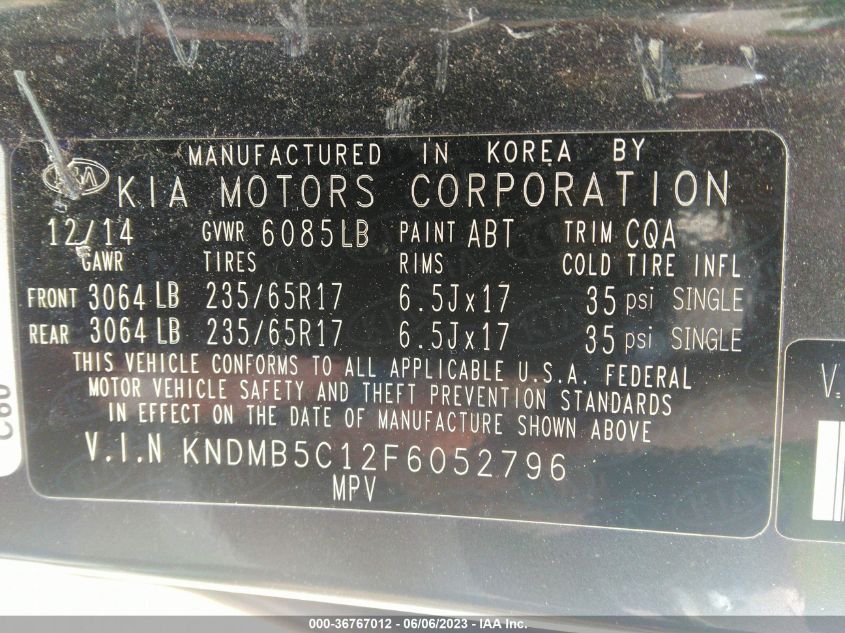 MANUFACTURED IN KOREA BY
KIA KIA MOTORS CORPORATION
12/14 GVWR 6085LB PAINT ABT TRIM CQA
GAWR TIRES RIMS COLD TIRE INFL
FRONT 3064 LB 235/65R17 6.5Jx17 35 psi SINGLE
REAR 3064 LB 235/65R17 6.5Jx17 35 psi SINGLE
THIS VEHICLE CONFORMS TO ALL APPLICABLE U.S.A. FEDERAL
MOTOR VEHICLE SAFETY AND THEFT PREVENTION STANDARDS
IN EFFECT ON THE DATE OF MANUFACTURE SHOWN ABOVE
V.I.N KNDMB5C12F6052796
MPV
C60
V.
000-36767012 - 06/06/2023 - IAA Inc.